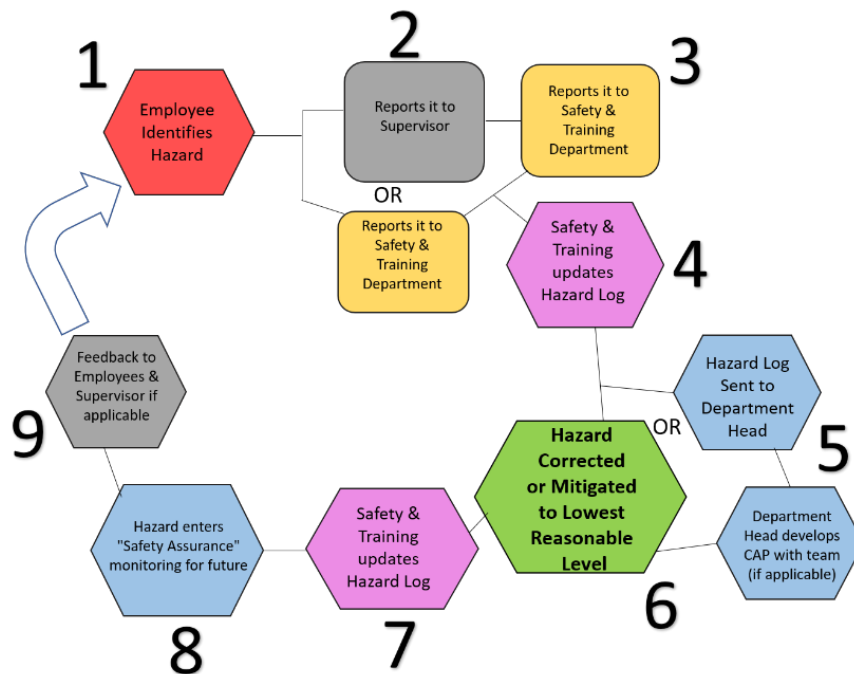 1
Employee
Identifies
Hazard
2
Reports it to
Supervisor
3
Reports it to
Safety &
Training
Department
OR
Reports it to
Safety &
Training
Department
4
Safety &
Training
updates
Hazard Log
5
Hazard Log
Sent to
Department
Head
OR
Department
Head develops
CAP with team
(if applicable)
6
Hazard
Corrected
or Mitigated
to Lowest
Reasonable
Level
7
Safety &
Training
updates
Hazard Log
8
Hazard enters
"Safety Assurance"
monitoring for future
9
Feedback to
Employees &
Supervisor if
applicable